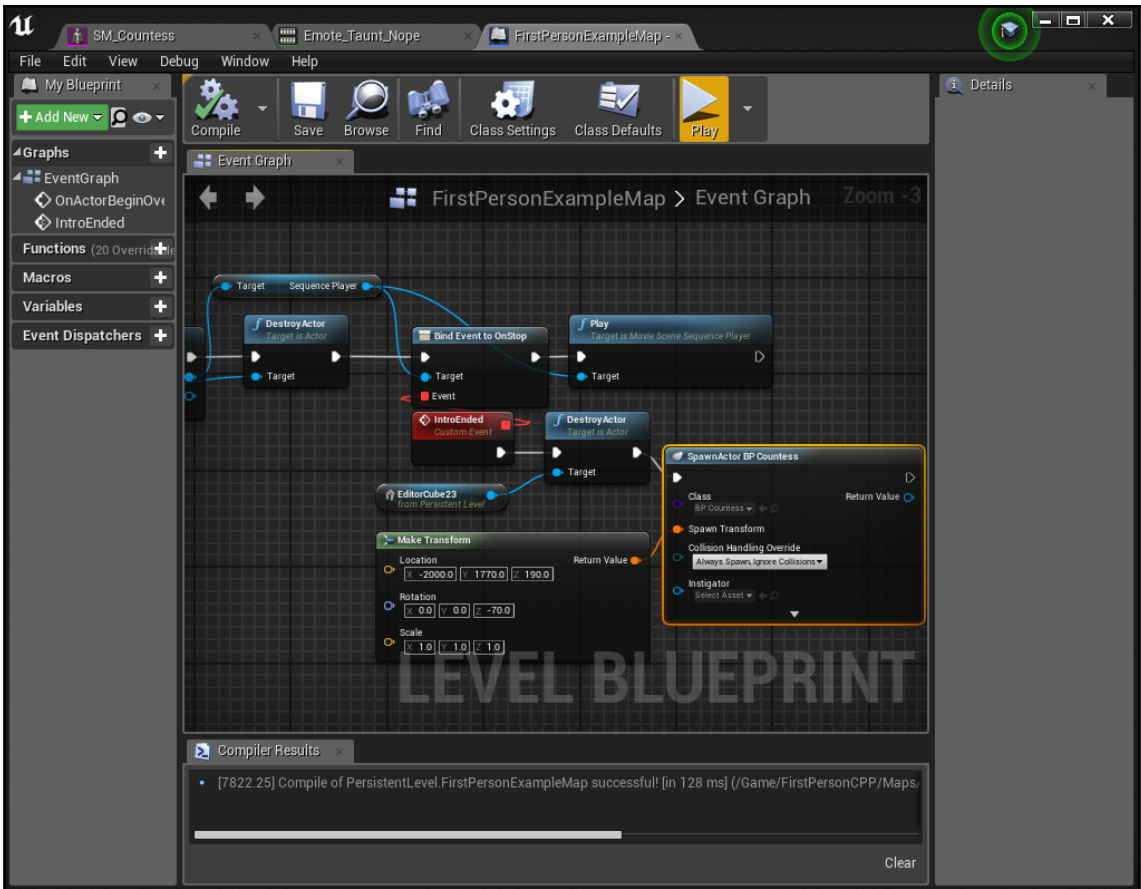 SM_Countess
Emote_Taunt_Nope
FirstPersonExampleMap -
File Edit View Debug Window Help
My Blueprint
Details
+Add New
Compile
Save
Browse
Find
Class Settings
Class Defaults
Play
Graphs
EventGraph
OnActorBeginOve
IntroEnded
Functions (20 Overridable
Macros
Variables
Event Dispatchers
Event Graph
FirstPersonExampleMap > Event Graph
Zoom -3
Target Sequence Player
DestroyActor
Target is Actor
Target
Bind Event to OnStop
Target
Event
Play
Target is Movie Scene Sequence Player
Target
IntroEnded
Custom Event
DestroyActor
Target is Actor
Target
EditorCube23
from Persistent Level
SpawnActor BP Countess
Class
BP Countess
Return Value
Spawn Transform
Collision Handling Override
Always Spawn, Ignore Collisions
Instigator
Select Asset
Make Transform
Location
Return Value
X -2000.0 Y 1770.0 Z 190.0
Rotation
X 0.0 Y 0.0 Z -70.0
Scale
X 1.0 Y 1.0 Z 1.0
LEVEL BLUEPRINT
Compiler Results
[7822.25] Compile of PersistentLevel.FirstPersonExampleMap successful! [in 128 ms] (/Game/FirstPersonCPP/Maps/
Clear